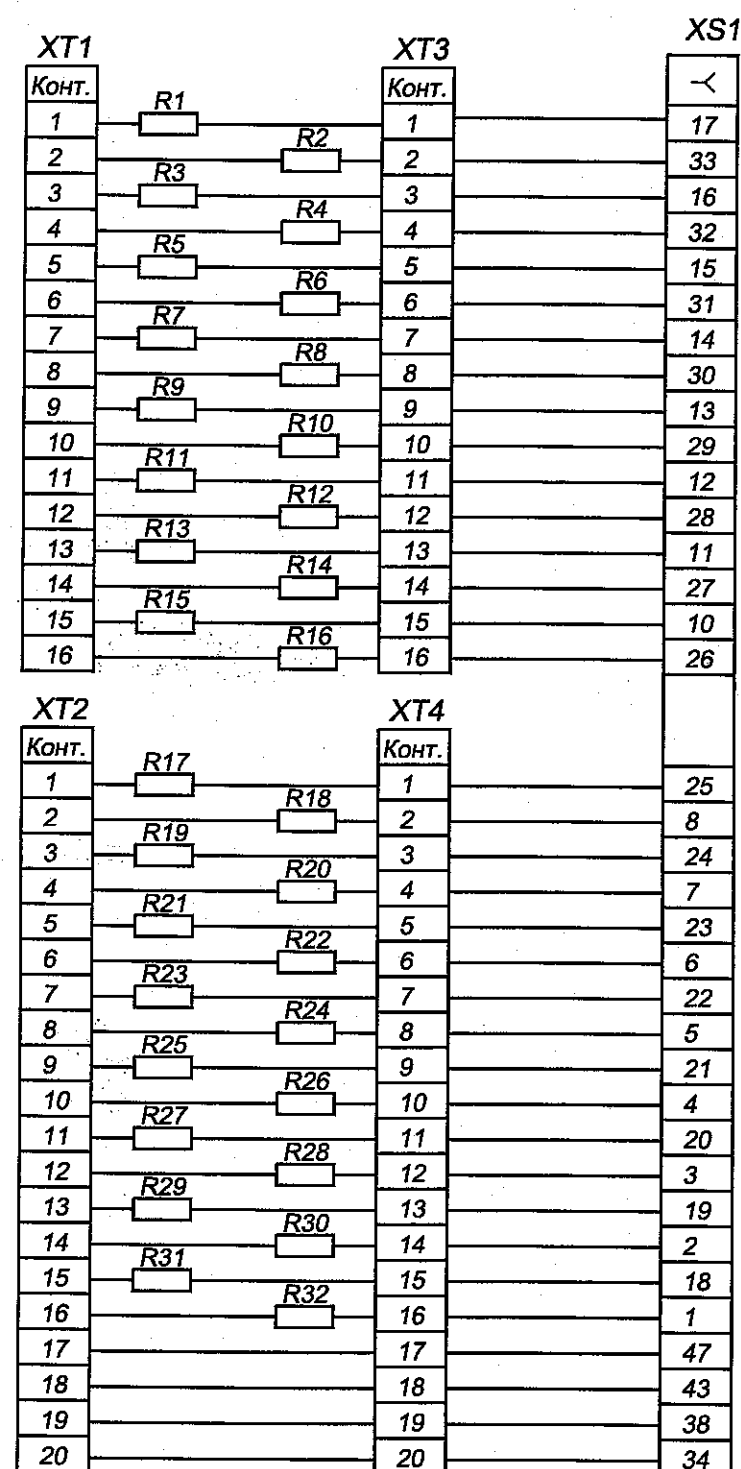 XT1 XT3 XS1
Конт. Конт.
1 R1 1 17
2 R2 2 33
3 R3 3 16
4 R4 4 32
5 R5 5 15
6 R6 6 31
7 R7 7 14
8 R8 8 30
9 R9 9 13
10 R10 10 29
11 R11 11 12
12 R12 12 28
13 R13 13 11
14 R14 14 27
15 R15 15 10
16 R16 16 26
XT2 XT4
Конт. Конт.
1 R17 1 25
2 R18 2 8
3 R19 3 24
4 R20 4 7
5 R21 5 23
6 R22 6 6
7 R23 7 22
8 R24 8 5
9 R25 9 21
10 R26 10 4
11 R27 11 20
12 R28 12 3
13 R29 13 19
14 R30 14 2
15 R31 15 18
16 R32 16 1
17 17 47
18 18 43
19 19 38
20 20 34